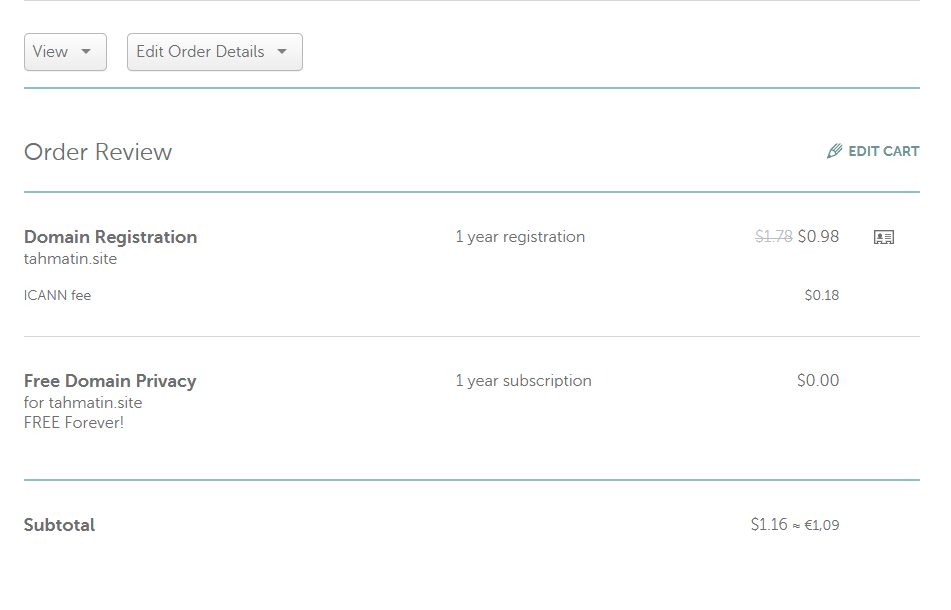 View
Edit Order Details
Order Review
EDIT CART
Domain Registration 1 year registration $1.78 $0.98
tahmatin.site
ICANN fee $0.18
Free Domain Privacy 1 year subscription $0.00
for tahmatin.site
FREE Forever!
Subtotal $1.16 ≈ €1,09